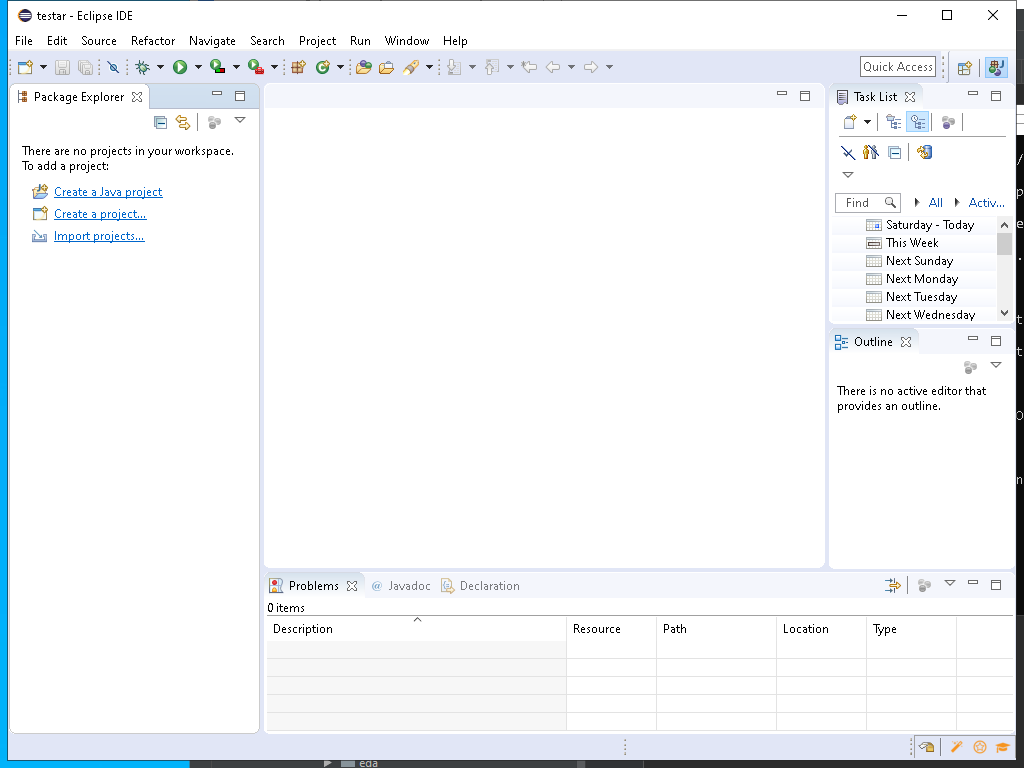 testar - Eclipse IDE
File Edit Source Refactor Navigate Search Project Run Window Help
Quick Access
Package Explorer
There are no projects in your workspace.
To add a project:
Create a Java project
Create a project...
Import projects...
Task List
Find All Activ...
Saturday - Today
This Week
Next Sunday
Next Monday
Next Tuesday
Next Wednesday
Outline
There is no active editor that
provides an outline.
Problems @ Javadoc Declaration
0 items
Description Resource Path Location Type
eda